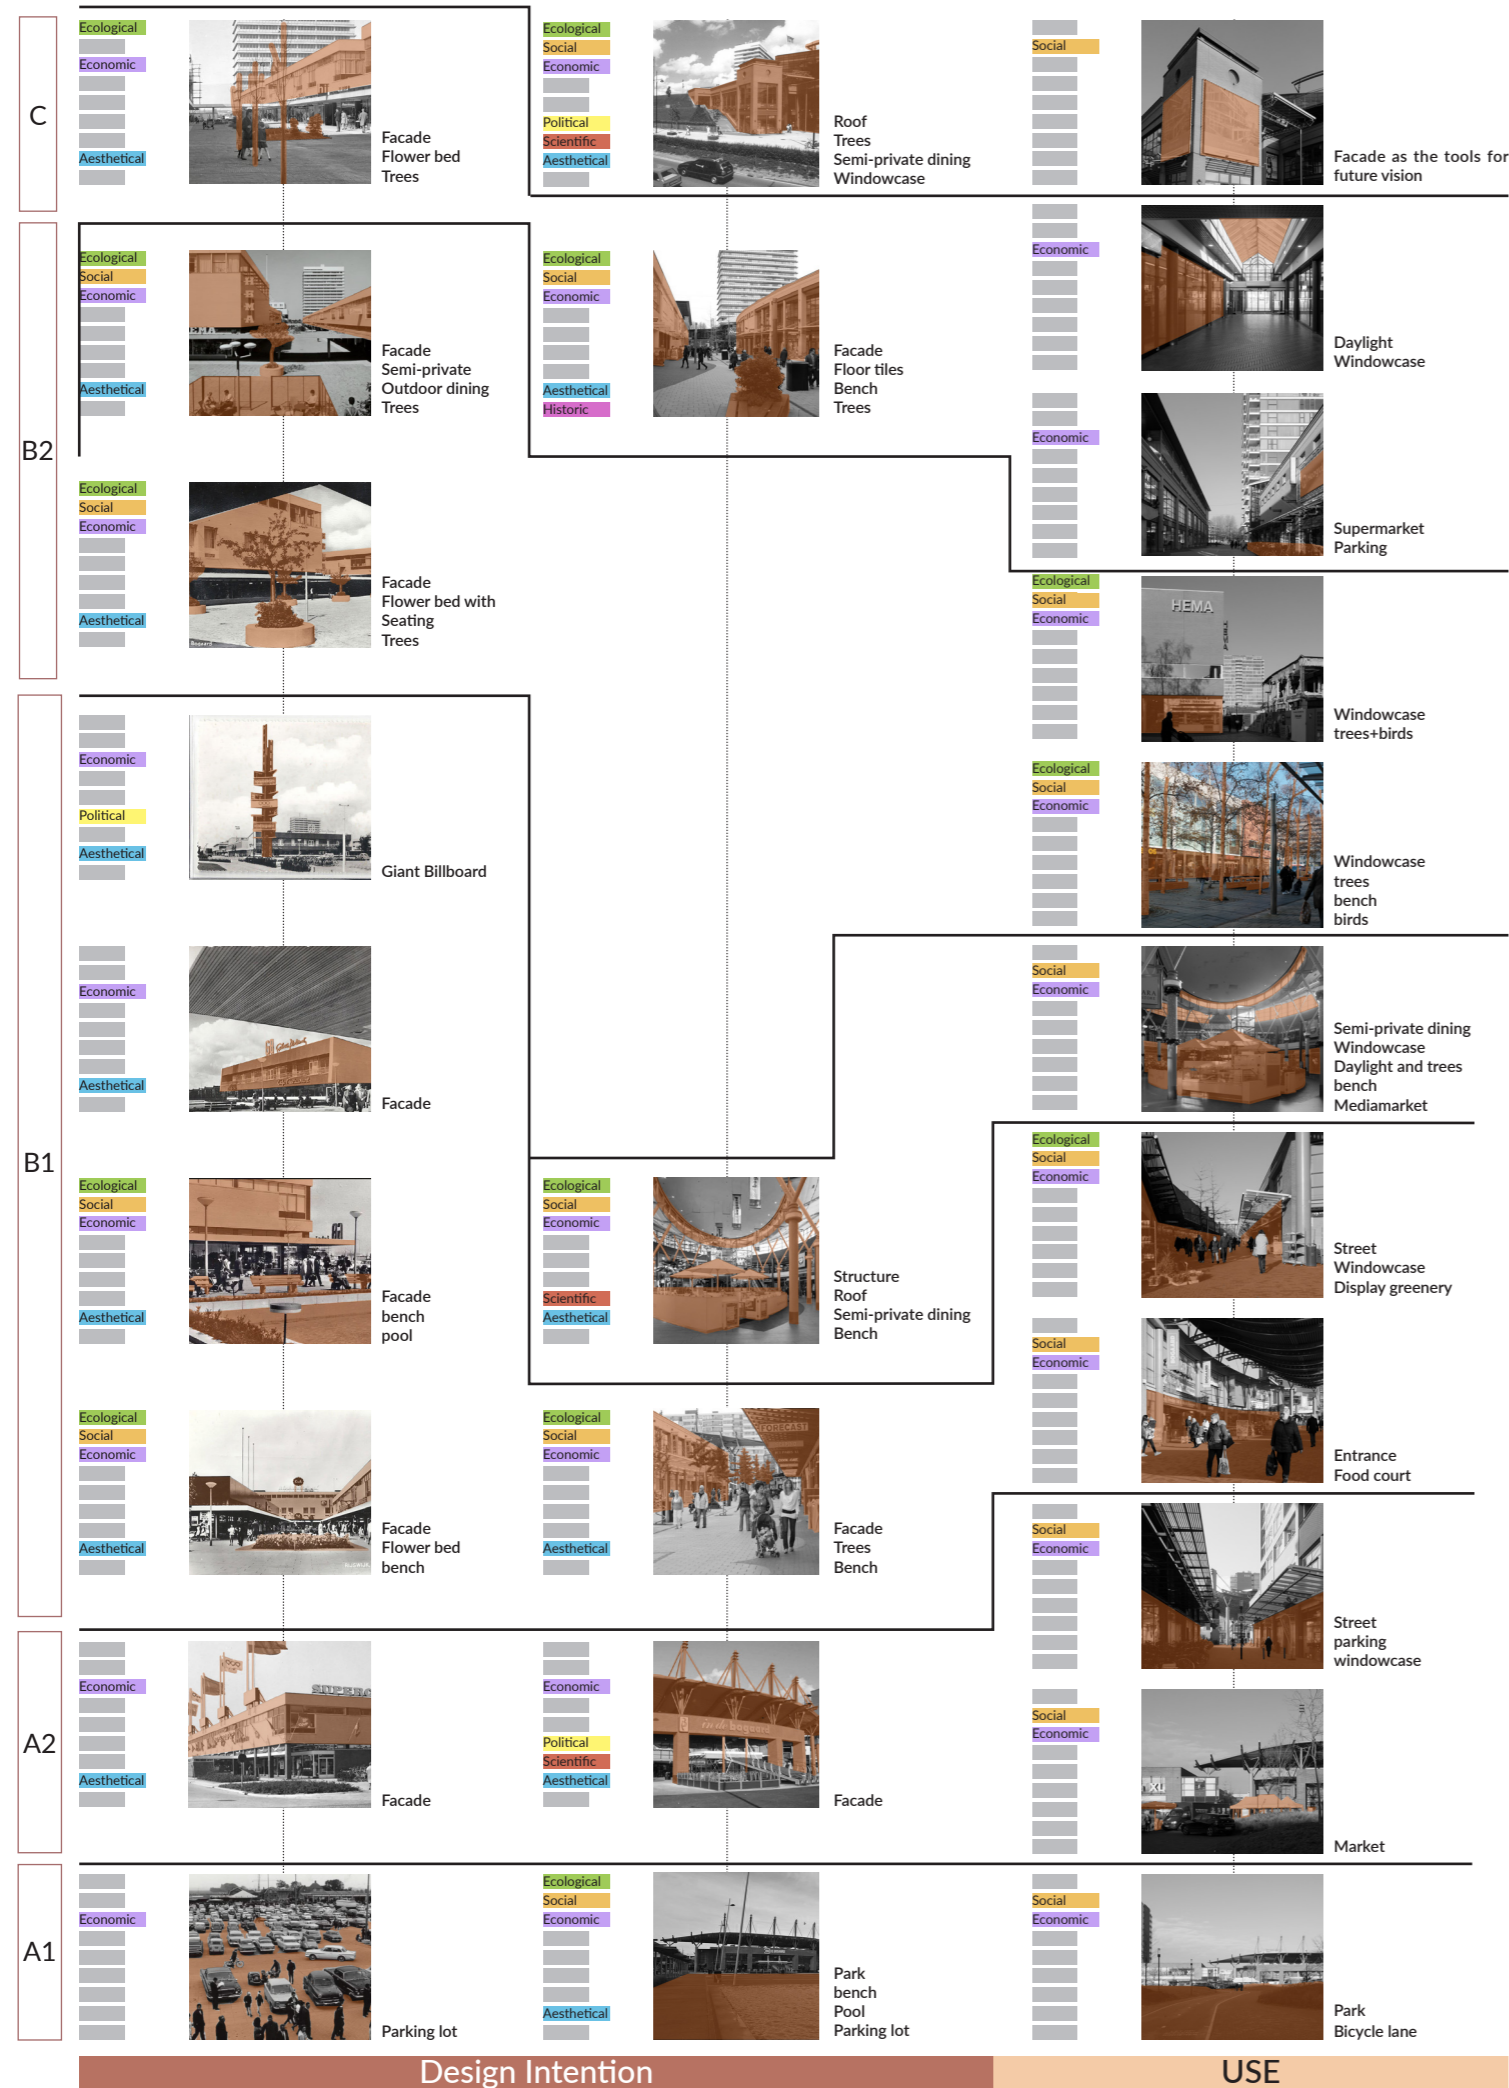 C
Ecological
Economic
Aesthetical
Facade
Flower bed
Trees
Ecological
Social
Economic
Political
Scientific
Aesthetical
Roof
Trees
Semi-private dining
Windowcase
Social
Facade as the tools for
future vision
B2
Ecological
Social
Economic
Aesthetical
HEMA
EMA
Facade
Semi-private
Outdoor dining
Trees
Ecological
Social
Economic
Aesthetical
Historic
Facade
Floor tiles
Bench
Trees
Economic
Daylight
Windowcase
Economic
Supermarket
Parking
Ecological
Social
Economic
Aesthetical
Facade
Flower bed with
Seating
Trees
Ecological
Social
Economic
HEMA
Windowcase
trees+birds
B1
Economic
Political
Aesthetical
Giant Billboard
Ecological
Social
Economic
Windowcase
trees
bench
birds
Economic
Aesthetical
Facade
Social
Economic
Semi-private dining
Windowcase
Daylight and trees
bench
Mediamarket
Ecological
Social
Economic
Aesthetical
Facade
bench
pool
Ecological
Social
Economic
Scientific
Aesthetical
Structure
Roof
Semi-private dining
Bench
Ecological
Social
Economic
Street
Windowcase
Display greenery
Social
Economic
Entrance
Food court
Ecological
Social
Economic
Aesthetical
Facade
Flower bed
bench
Ecological
Social
Economic
Aesthetical
FORECAST
Facade
Trees
Bench
Social
Economic
Street
parking
windowcase
A2
Economic
Aesthetical
SUPERC
Facade
Economic
Political
Scientific
Aesthetical
in de bogaard
Facade
Social
Economic
XU
Market
A1
Economic
Parking lot
Ecological
Social
Economic
Aesthetical
Park
bench
Pool
Parking lot
Social
Economic
Park
Bicycle lane
Design Intention
USE